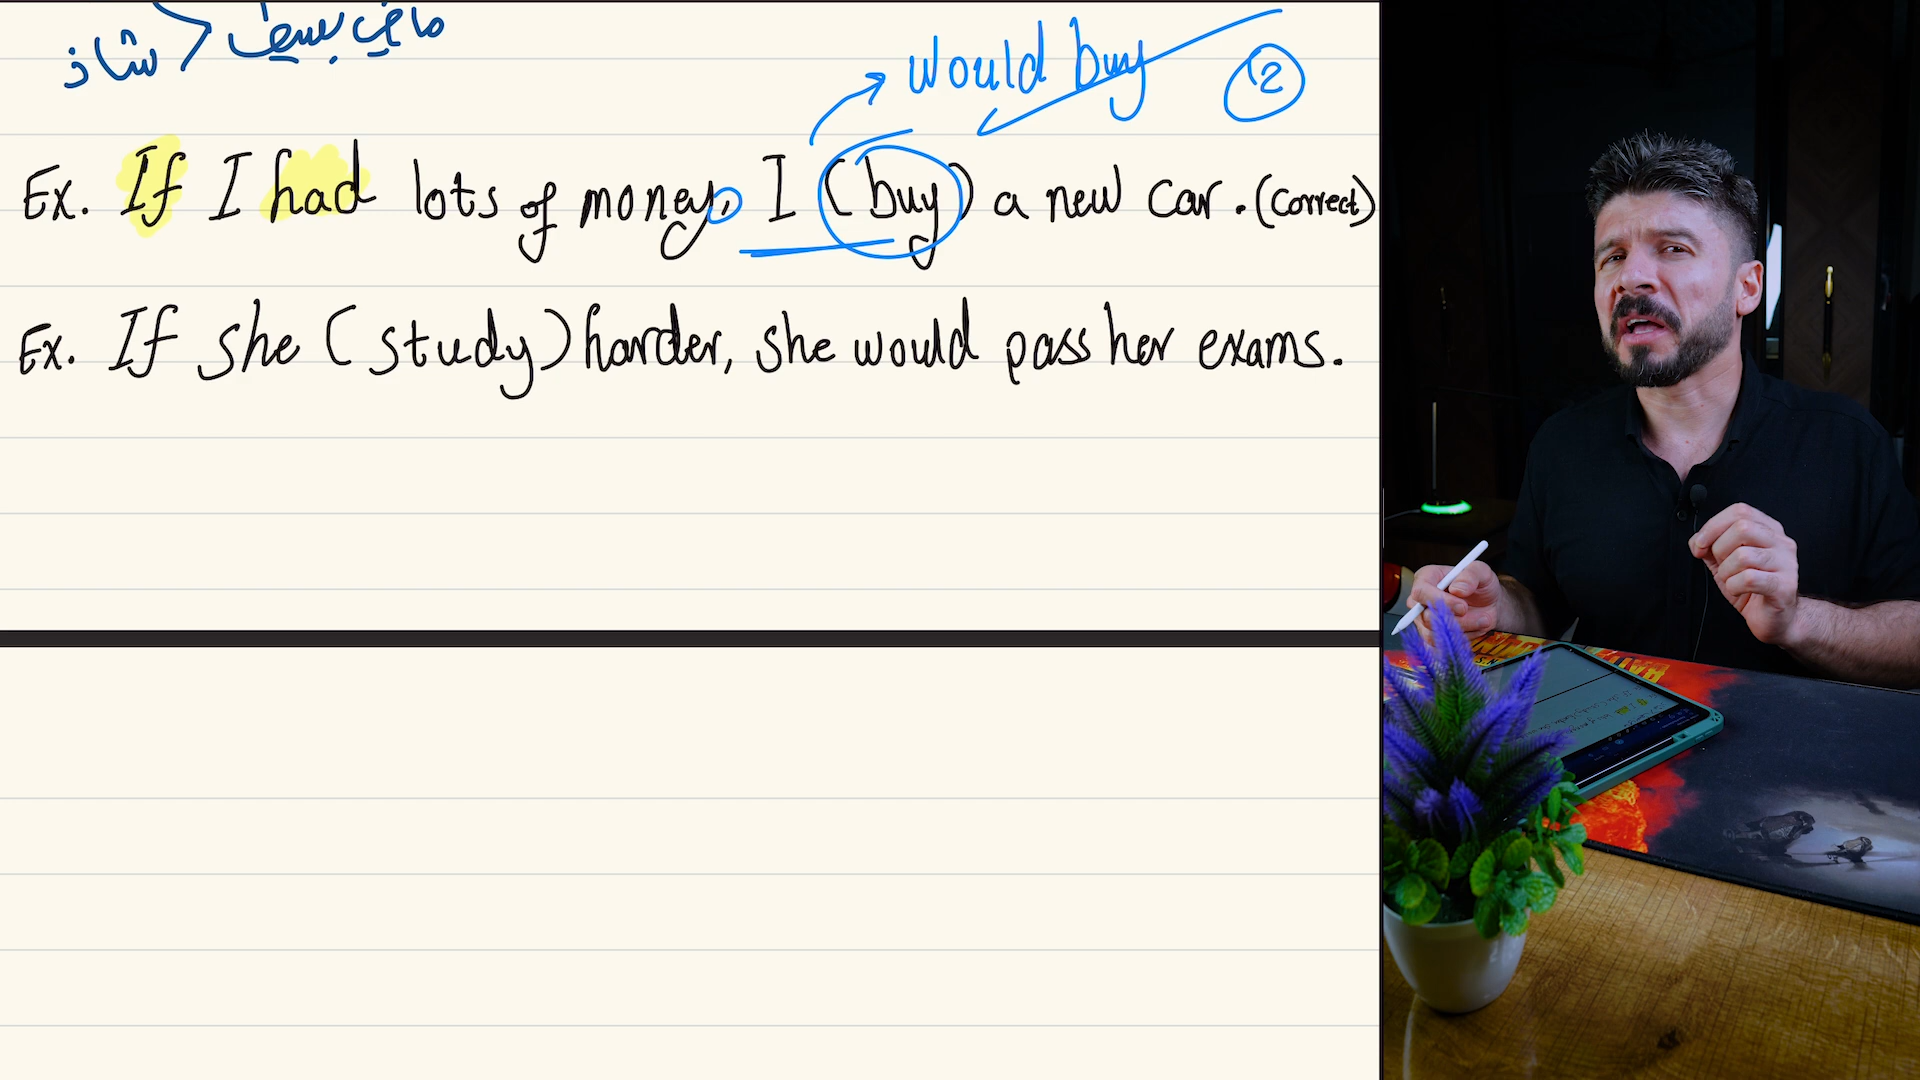 ماضي بسيط < شاذ
would buy ②
Ex. If I had lots of money, I (buy) a new car. (correct)
Ex. If she (study) harder, she would pass her exams.